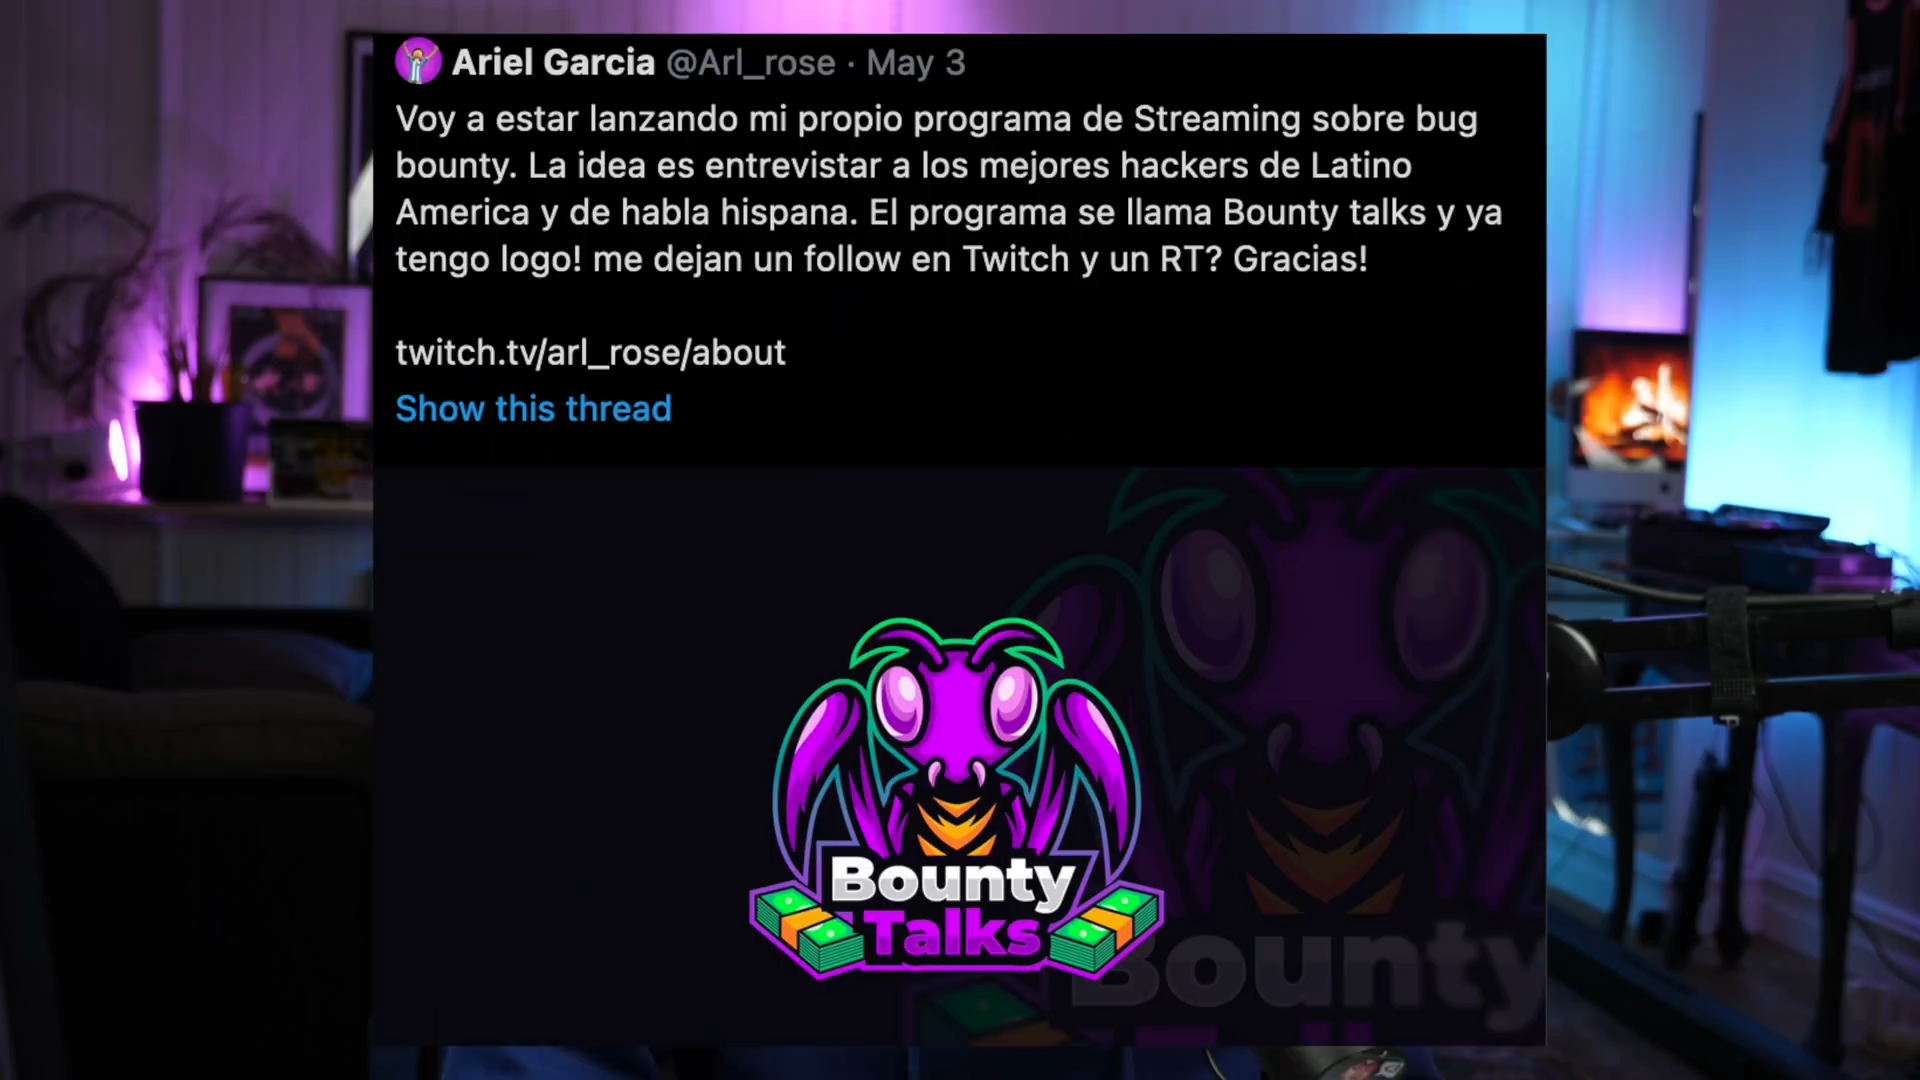 Ariel Garcia @Arl_rose · May 3
Voy a estar lanzando mi propio programa de Streaming sobre bug
bounty. La idea es entrevistar a los mejores hackers de Latino
America y de habla hispana. El programa se llama Bounty talks y ya
tengo logo! me dejan un follow en Twitch y un RT? Gracias!
twitch.tv/arl_rose/about
Show this thread
Bounty
Talks
Bounty